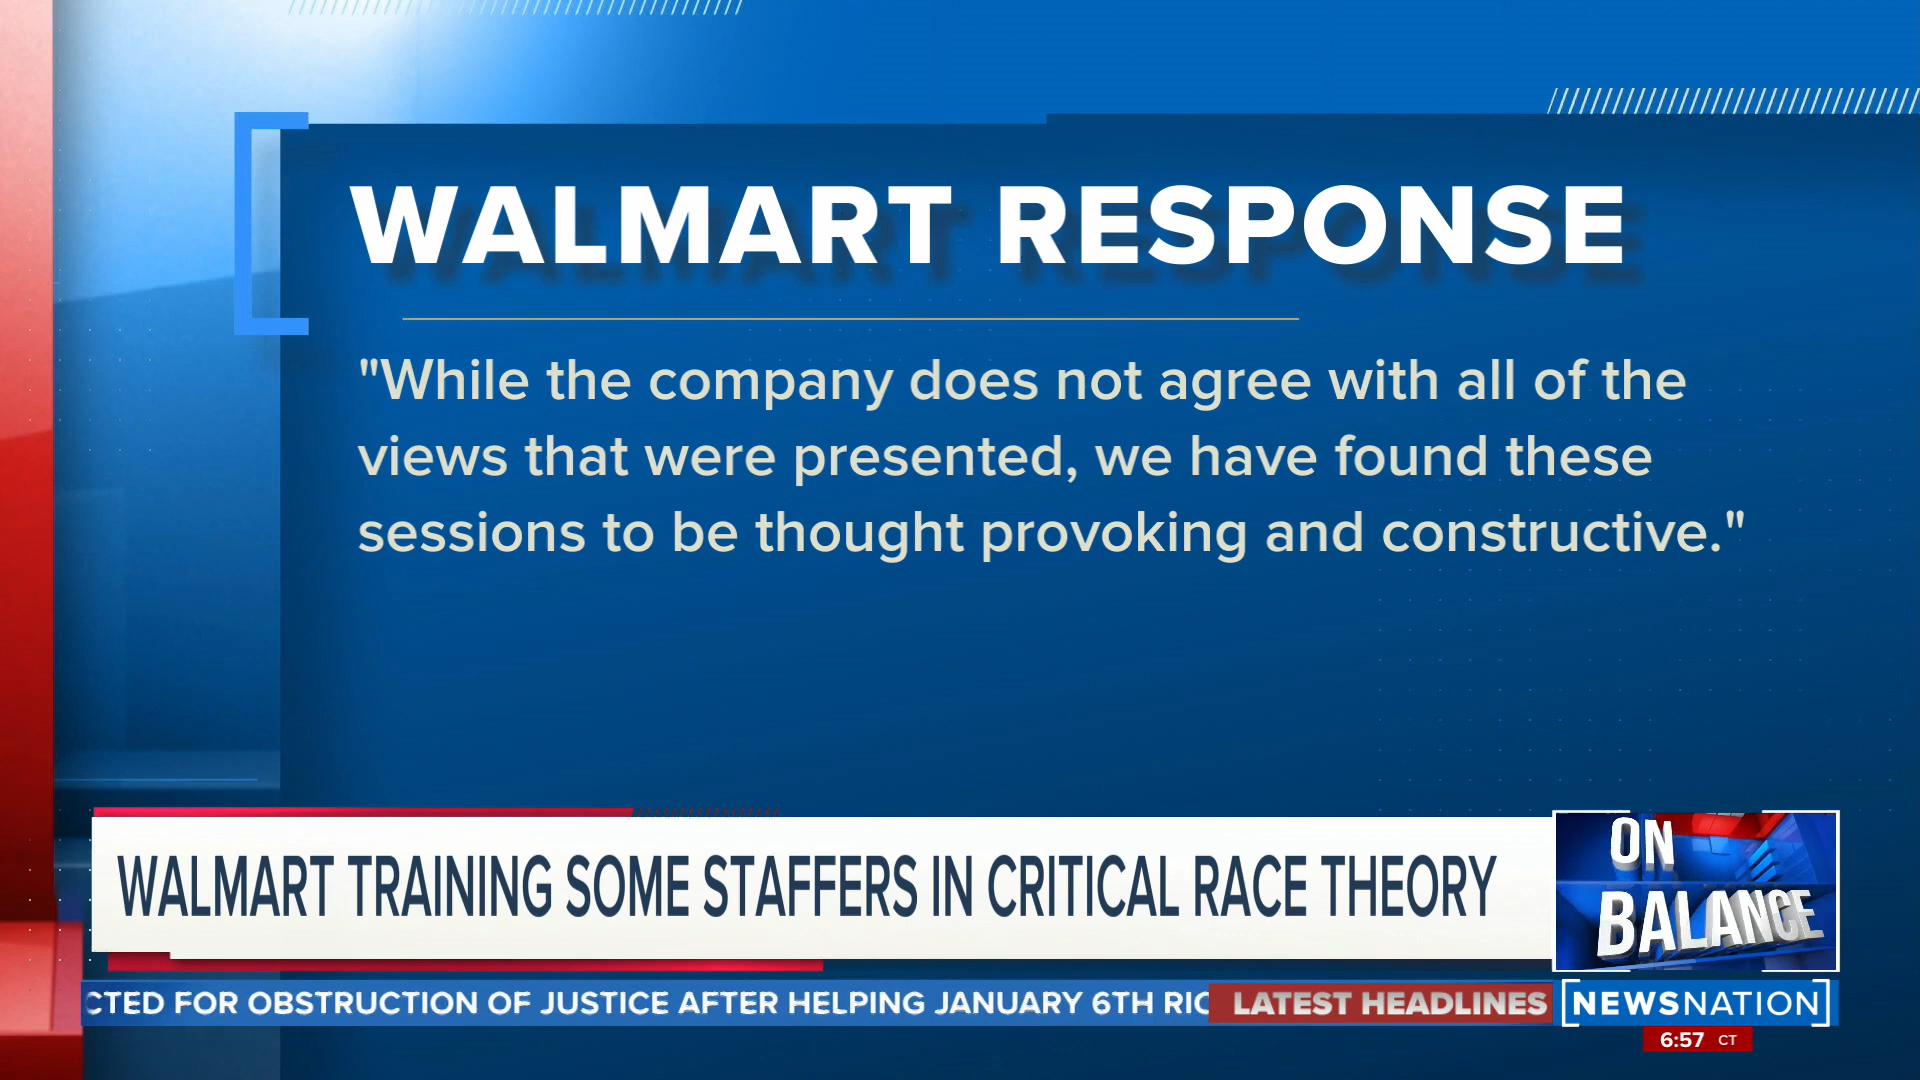 WALMART RESPONSE
"While the company does not agree with all of the
views that were presented, we have found these
sessions to be thought provoking and constructive."
WALMART TRAINING SOME STAFFERS IN CRITICAL RACE THEORY
ON
BALANCE
FOR OBSTRUCTION OF JUSTICE AFTER HELPING JANUARY 6TH
LATEST HEADLINES
NEWSNATION
6:57 CT